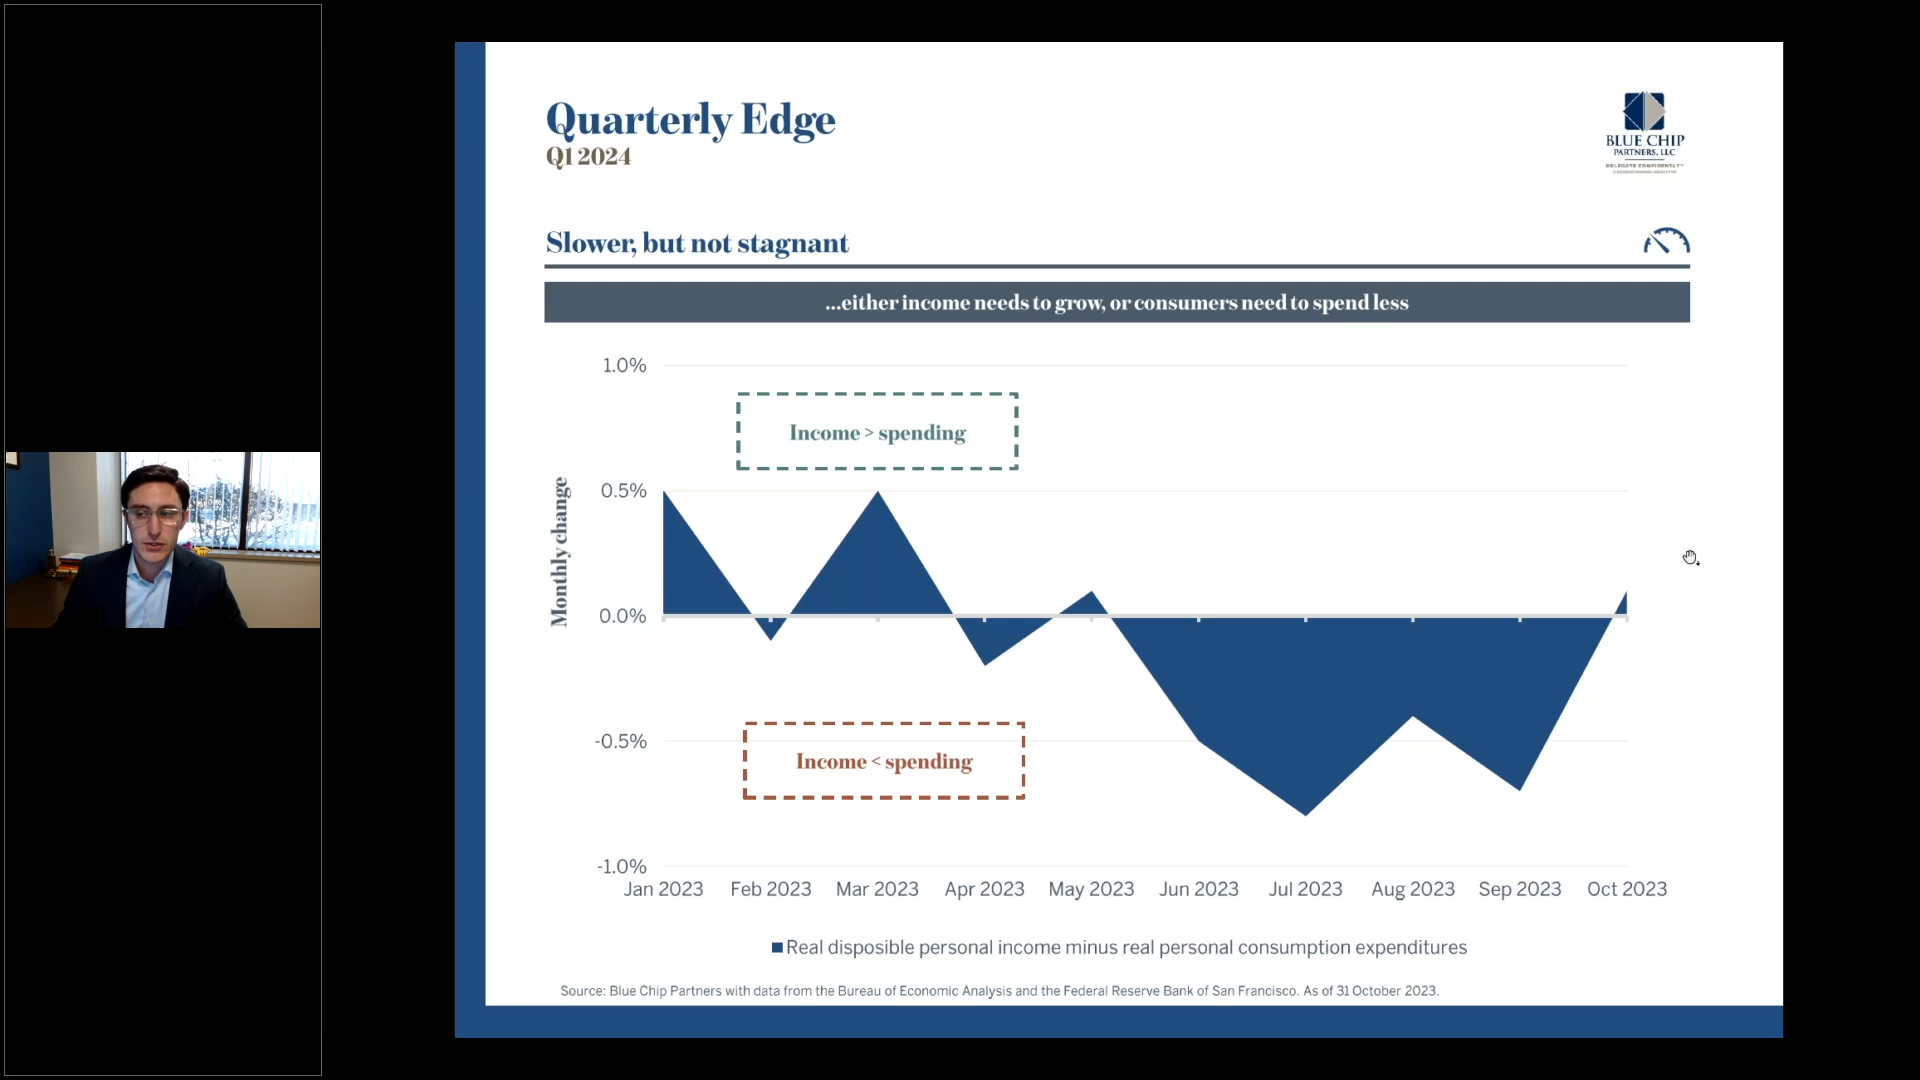 Quarterly Edge
Q1 2024
BLUE CHIP
PARTNERS, LLC
DELEGATE CONFIDENTLY™
Slower, but not stagnant
...either income needs to grow, or consumers need to spend less
1.0%
0.5%
0.0%
-0.5%
-1.0%
Monthly change
Income > spending
Income < spending
Jan 2023 Feb 2023 Mar 2023 Apr 2023 May 2023 Jun 2023 Jul 2023 Aug 2023 Sep 2023 Oct 2023
Real disposible personal income minus real personal consumption expenditures
Source: Blue Chip Partners with data from the Bureau of Economic Analysis and the Federal Reserve Bank of San Francisco. As of 31 October 2023.